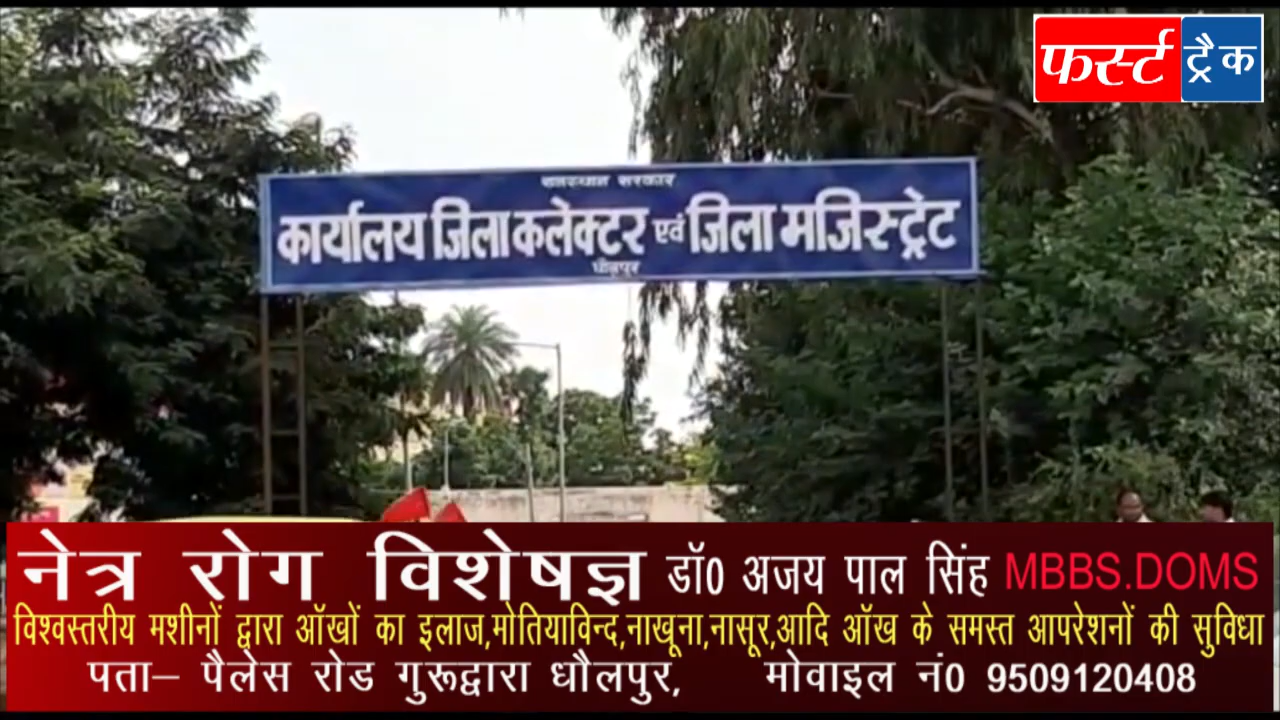 फर्स्ट ट्रैक
राजस्थान सरकार
कार्यालय जिला कलेक्टर एवं जिला मजिस्ट्रेट
धौलपुर
नेत्र रोग विशेषज्ञ डॉ0 अजय पाल सिंह MBBS.DOMS
विश्वस्तरीय मशीनों द्वारा ऑखों का इलाज,मोतियाविन्द,नाखूना,नासूर,आदि ऑख के समस्त आपरेशनों की सुविधा
पता– पैलेस रोड गुरूद्वारा धौलपुर, मोवाइल नं0 9509120408